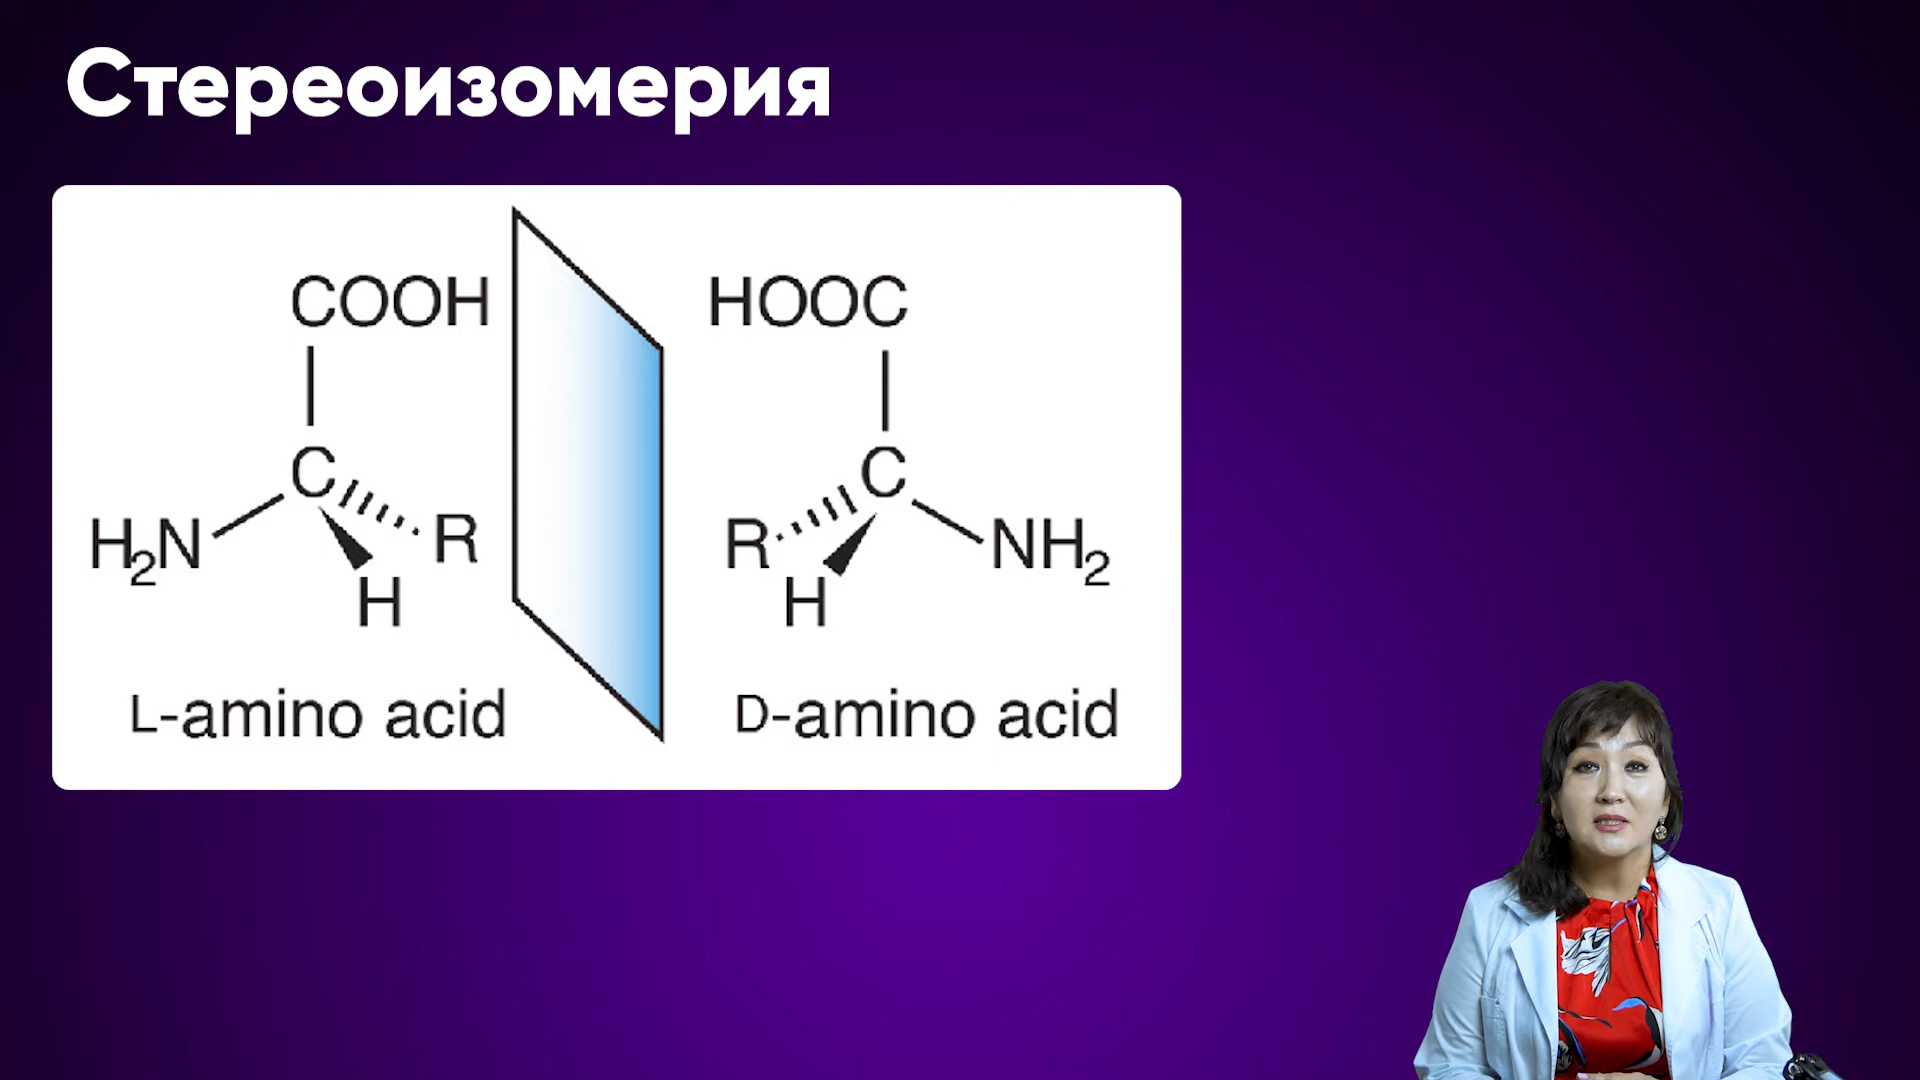 Стереоизомерия
COOH
HOOC
C
C
H₂N
R
R
NH₂
H
H
L-amino acid
D-amino acid